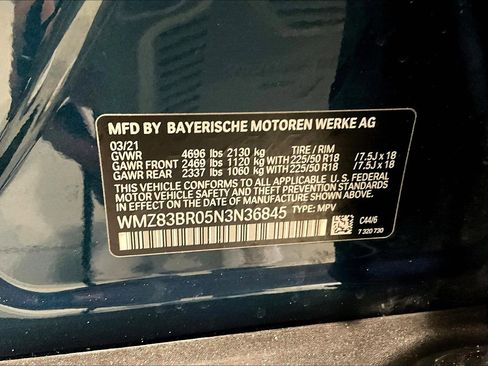 MFD BY BAYERISCHE MOTOREN WERKE AG
03/21 TIRE / RIM
GVWR 4696 lbs 2130 kg
GAWR FRONT 2469 lbs 1120 kg WITH 225/50 R18 /7.5J x 18
GAWR REAR 2337 lbs 1060 kg WITH 225/50 R18 /7.5J x 18
THIS VEHICLE CONFORMS TO ALL APPLICABLE U.S. FEDERAL
MOTOR VEHICLE SAFETY, BUMPER, AND THEFT PREVENTION
STANDARDS IN EFFECT ON THE DATE OF MANUFACTURE SHOWN ABOVE.
WMZ83BR05N3N36845 TYPE: MPV
C44/6
7 320 730